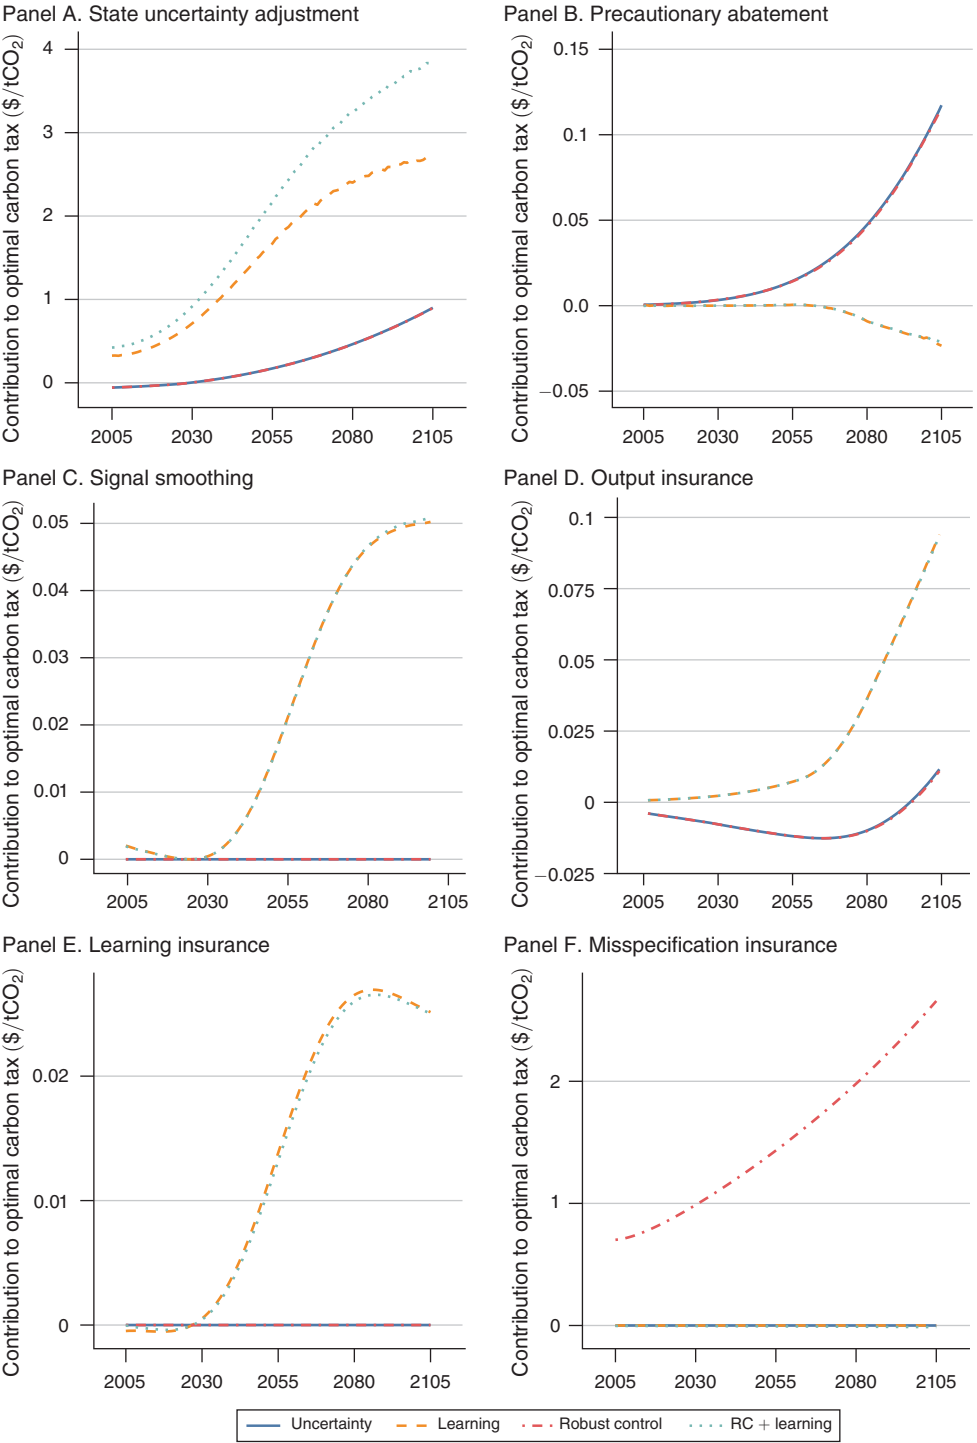 Panel A. State uncertainty adjustment
Contribution to optimal carbon tax ($/tCO2)
4
3
2
1
0
2005 2030 2055 2080 2105
Panel B. Precautionary abatement
Contribution to optimal carbon tax ($/tCO2)
0.15
0.1
0.05
0.0
−0.05
2005 2030 2055 2080 2105
Panel C. Signal smoothing
Contribution to optimal carbon tax ($/tCO2)
0.05
0.04
0.03
0.02
0.01
0
2005 2030 2055 2080 2105
Panel D. Output insurance
Contribution to optimal carbon tax ($/tCO2)
0.1
0.075
0.05
0.025
0
−0.025
2005 2030 2055 2080 2105
Panel E. Learning insurance
Contribution to optimal carbon tax ($/tCO2)
0.02
0.01
0
2005 2030 2055 2080 2105
Panel F. Misspecification insurance
Contribution to optimal carbon tax ($/tCO2)
2
1
0
2005 2030 2055 2080 2105
Uncertainty Learning Robust control RC + learning